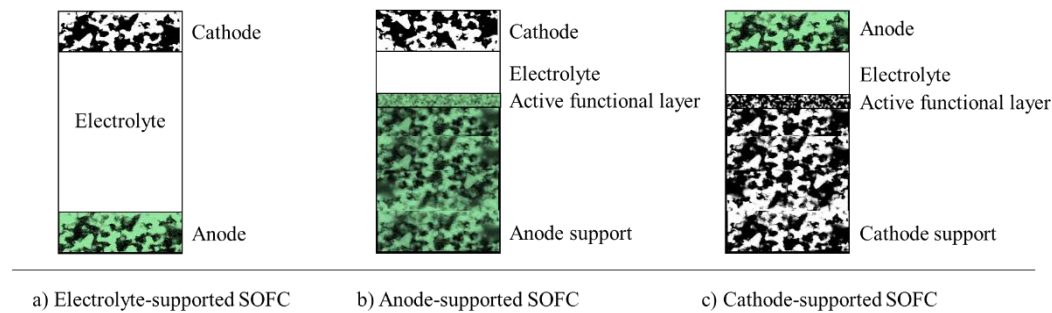 Cathode
Electrolyte
Anode
Cathode
Electrolyte
Active functional layer
Anode support
Anode
Electrolyte
Active functional layer
Cathode support
a) Electrolyte-supported SOFC
b) Anode-supported SOFC
c) Cathode-supported SOFC